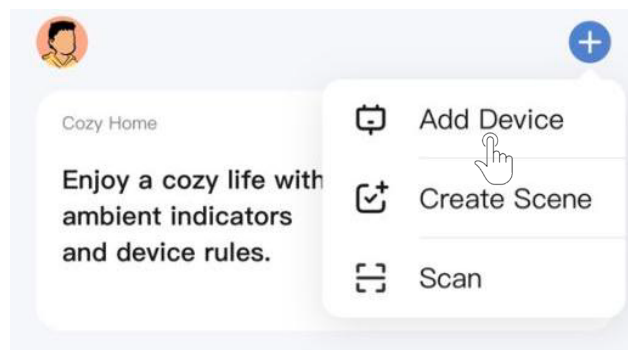 Cozy Home
Enjoy a cozy life with
ambient indicators
and device rules.
Add Device
Create Scene
Scan